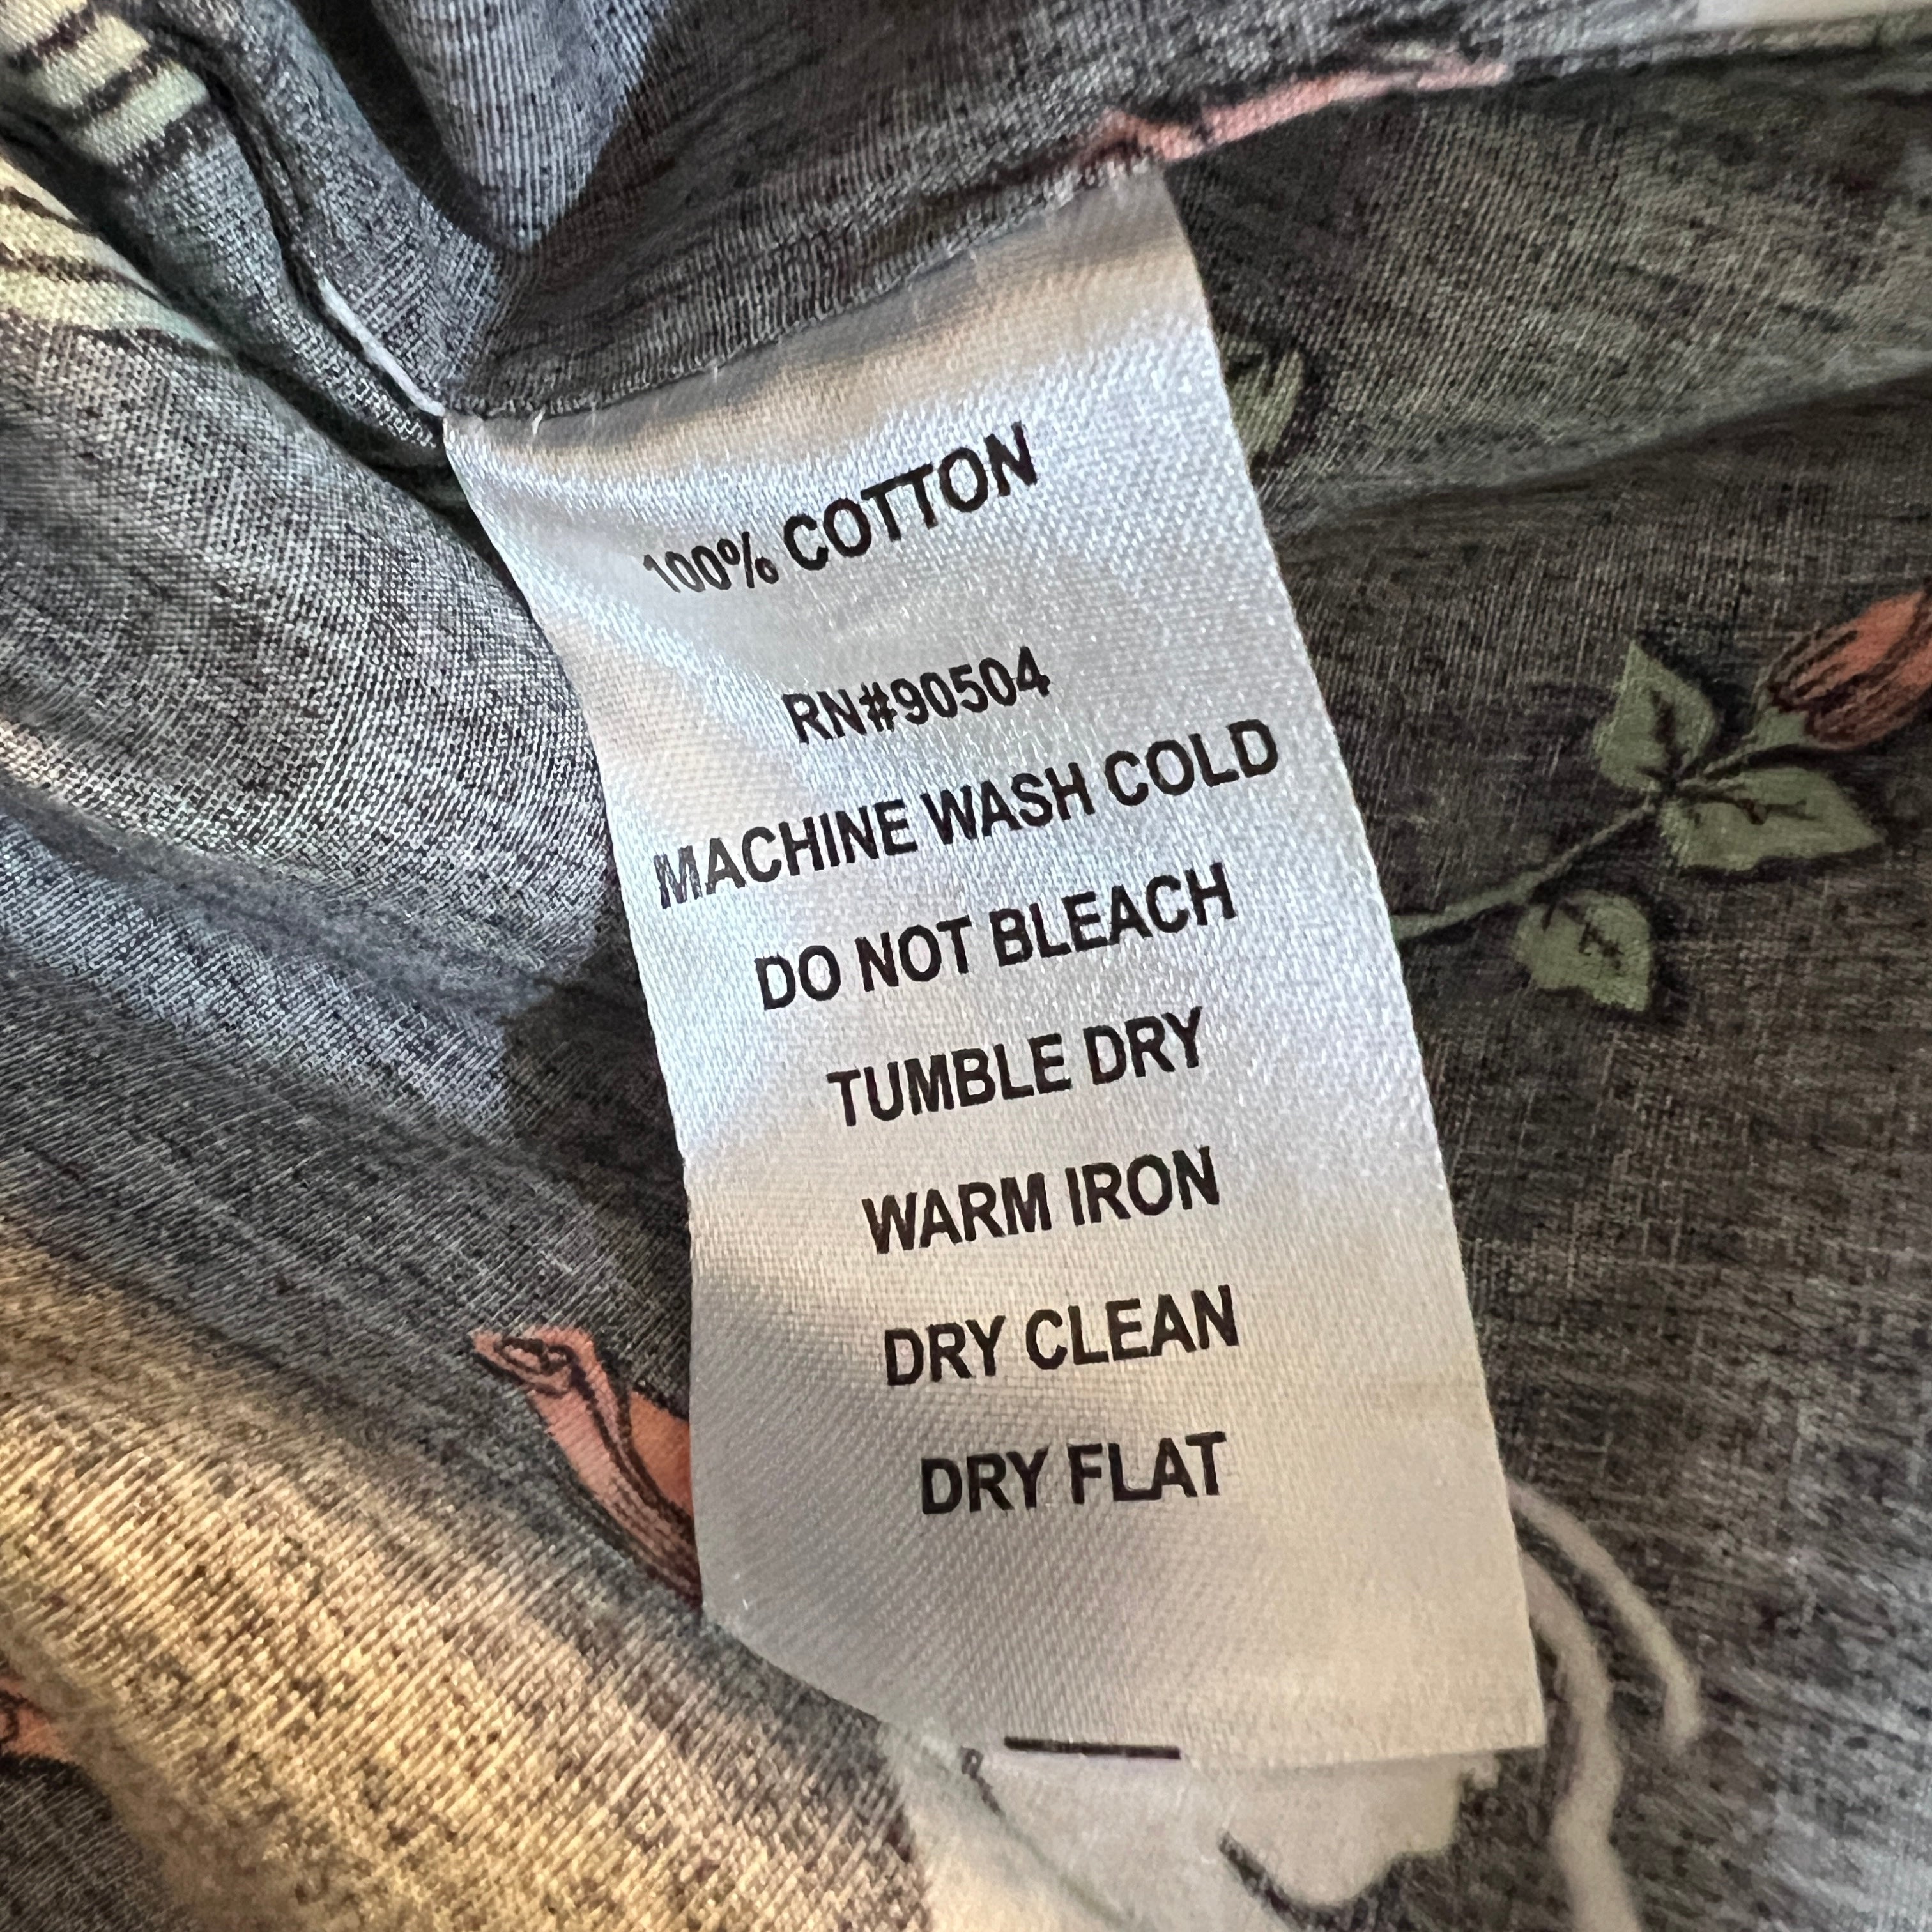 100% COTTON
RN#90504
MACHINE WASH COLD
DO NOT BLEACH
TUMBLE DRY
WARM IRON
DRY CLEAN
DRY FLAT